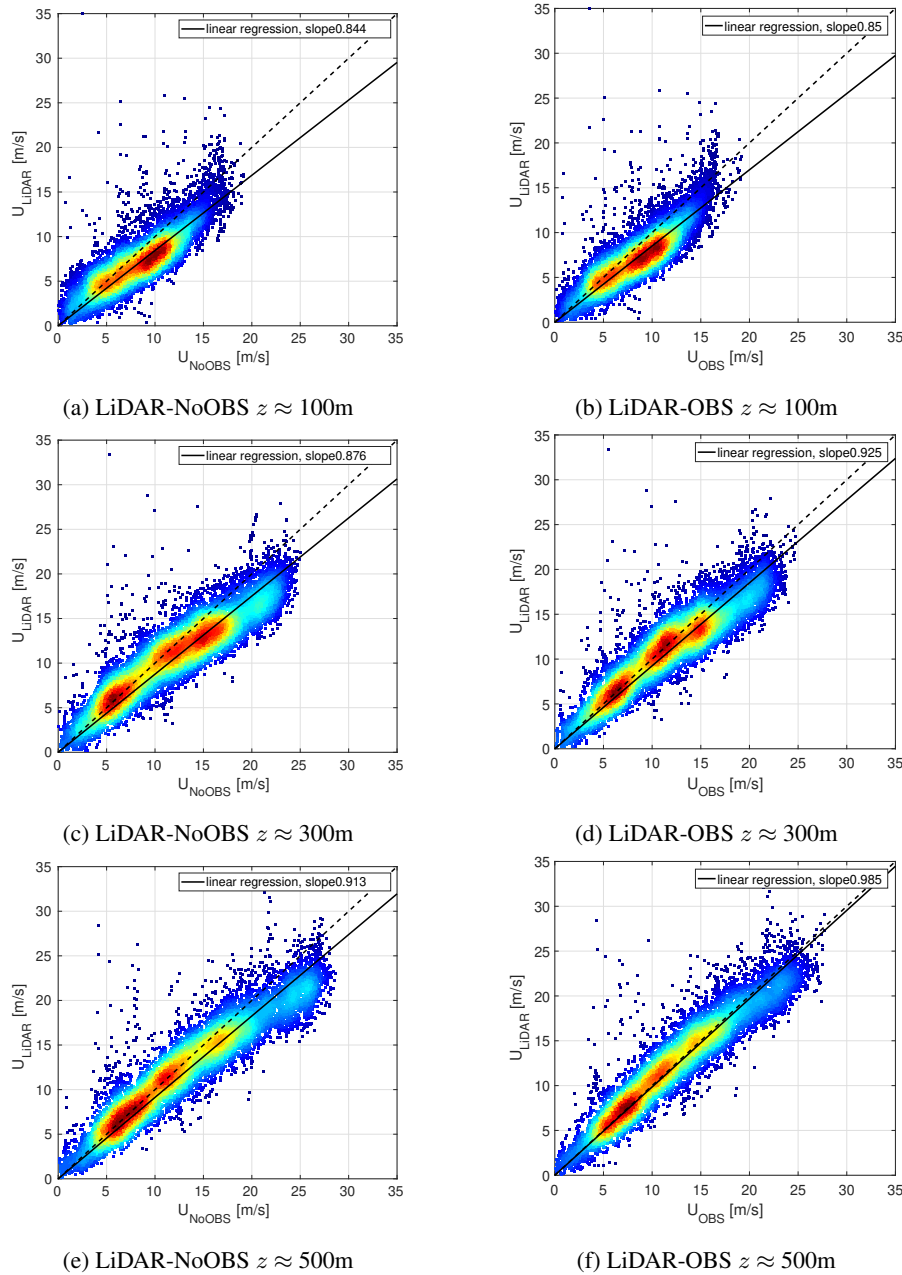 linear regression, slope0.844
35
30
25
20
15
10
5
0
U_LiDAR [m/s]
0 5 10 15 20 25 30 35
U_NoOBS [m/s]
(a) LiDAR-NoOBS z ≈ 100m
linear regression, slope0.85
35
30
25
20
15
10
5
0
U_LiDAR [m/s]
0 5 10 15 20 25 30 35
U_OBS [m/s]
(b) LiDAR-OBS z ≈ 100m
linear regression, slope0.876
35
30
25
20
15
10
5
0
U_LiDAR [m/s]
0 5 10 15 20 25 30 35
U_NoOBS [m/s]
(c) LiDAR-NoOBS z ≈ 300m
linear regression, slope0.925
35
30
25
20
15
10
5
0
U_LiDAR [m/s]
0 5 10 15 20 25 30 35
U_OBS [m/s]
(d) LiDAR-OBS z ≈ 300m
linear regression, slope0.913
35
30
25
20
15
10
5
0
U_LiDAR [m/s]
0 5 10 15 20 25 30 35
U_NoOBS [m/s]
(e) LiDAR-NoOBS z ≈ 500m
linear regression, slope0.985
35
30
25
20
15
10
5
0
U_LiDAR [m/s]
0 5 10 15 20 25 30 35
U_OBS [m/s]
(f) LiDAR-OBS z ≈ 500m